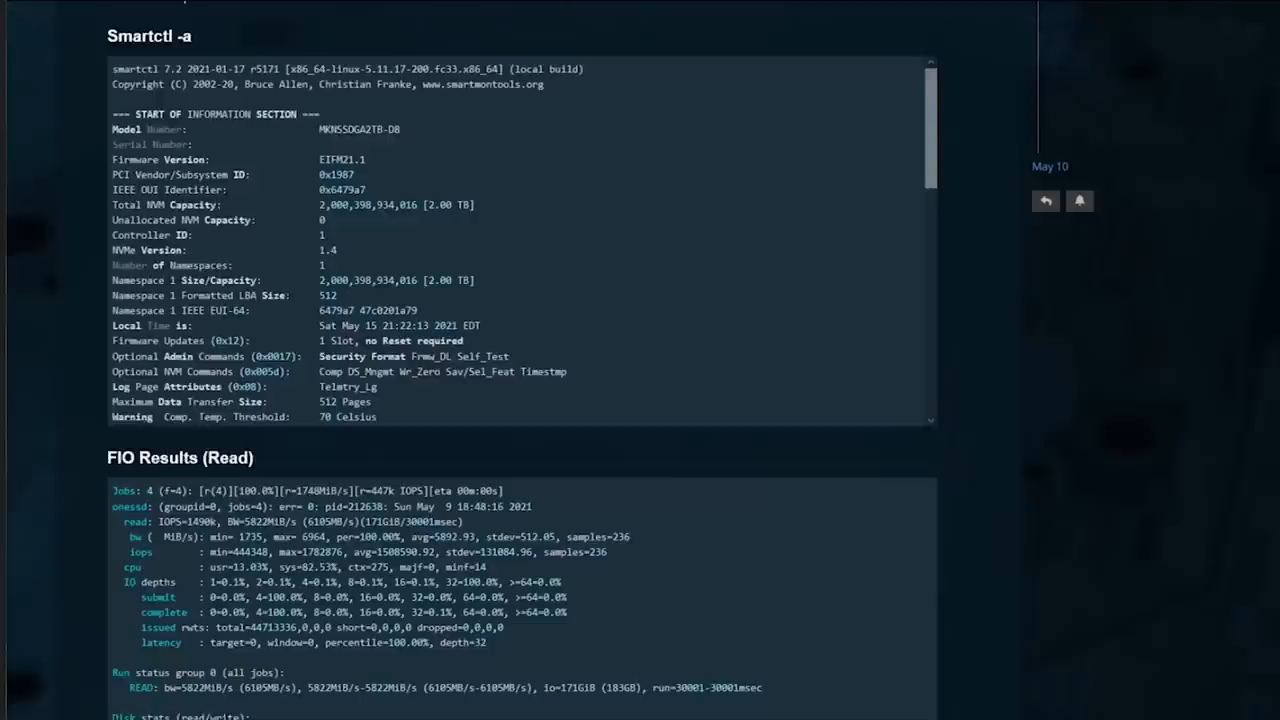 Smartctl -a
smartctl 7.2 2021-01-17 r5171 [x86_64-linux-5.11.17-200.fc33.x86_64] (local build)
Copyright (C) 2002-20, Bruce Allen, Christian Franke, www.smartmontools.org
=== START OF INFORMATION SECTION ===
Model Number: MKNSSDGA2TB-D8
Serial Number:
Firmware Version: EIFM21.1
PCI Vendor/Subsystem ID: 0x1987
IEEE OUI Identifier: 0x6479a7
Total NVM Capacity: 2,000,398,934,016 [2.00 TB]
Unallocated NVM Capacity: 0
Controller ID: 1
NVMe Version: 1.4
Number of Namespaces: 1
Namespace 1 Size/Capacity: 2,000,398,934,016 [2.00 TB]
Namespace 1 Formatted LBA Size: 512
Namespace 1 IEEE EUI-64: 6479a7 47c0201a79
Local Time is: Sat May 15 21:22:13 2021 EDT
Firmware Updates (0x12): 1 Slot, no Reset required
Optional Admin Commands (0x0017): Security Format Frmw_DL Self_Test
Optional NVM Commands (0x005d): Comp DS_Mngmt Wr_Zero Sav/Sel_Feat Timestmp
Log Page Attributes (0x08): Telmtry_Lg
Maximum Data Transfer Size: 512 Pages
Warning Comp. Temp. Threshold: 70 Celsius
May 10
FIO Results (Read)
Jobs: 4 (f=4): [r(4)][100.0%][r=1748MiB/s][r=447k IOPS][eta 00m:00s]
onessd: (groupid=0, jobs=4): err= 0: pid=212638: Sun May 9 18:48:16 2021
read: IOPS=1490k, BW=5822MiB/s (6105MB/s)(171GiB/30001msec)
bw ( MiB/s): min= 1735, max= 6964, per=100.00%, avg=5892.93, stdev=512.05, samples=236
iops : min=444348, max=1782876, avg=1508590.92, stdev=131084.96, samples=236
cpu : usr=13.03%, sys=82.53%, ctx=275, majf=0, minf=14
IO depths : 1=0.1%, 2=0.1%, 4=0.1%, 8=0.1%, 16=0.1%, 32=100.0%, >=64=0.0%
submit : 0=0.0%, 4=100.0%, 8=0.0%, 16=0.0%, 32=0.0%, 64=0.0%, >=64=0.0%
complete : 0=0.0%, 4=100.0%, 8=0.0%, 16=0.0%, 32=0.1%, 64=0.0%, >=64=0.0%
issued rwts: total=44713336,0,0,0 short=0,0,0,0 dropped=0,0,0,0
latency : target=0, window=0, percentile=100.00%, depth=32
Run status group 0 (all jobs):
READ: bw=5822MiB/s (6105MB/s), 5822MiB/s-5822MiB/s (6105MB/s-6105MB/s), io=171GiB (183GB), run=30001-30001msec
Disk stats (read/write):